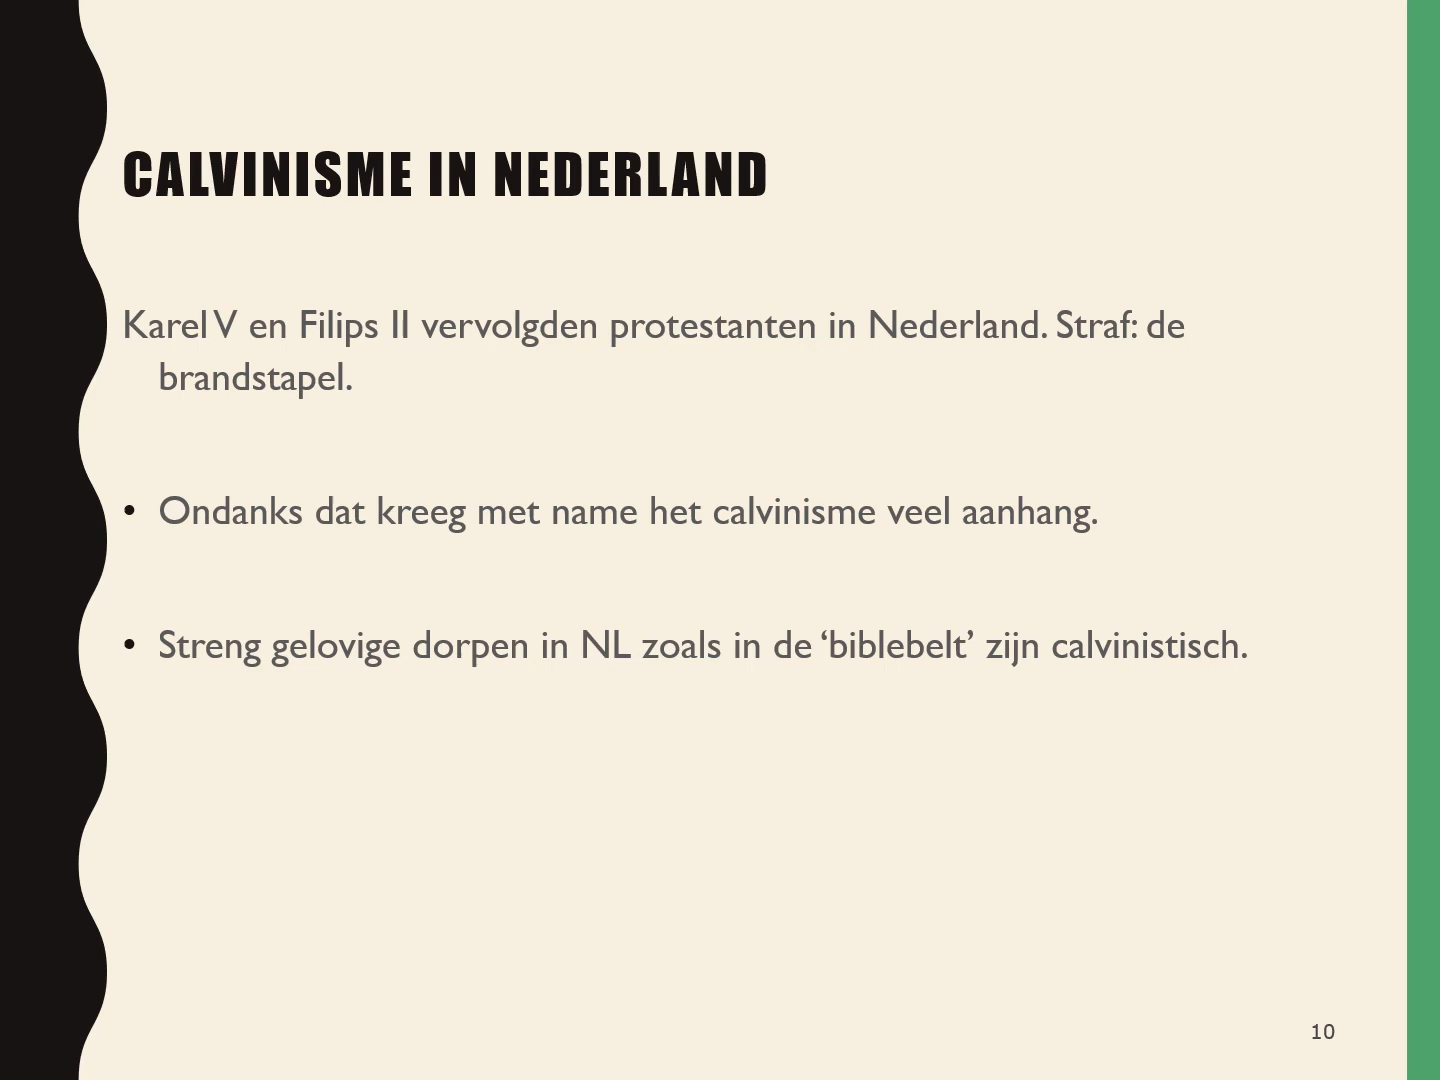 CALVINISME IN NEDERLAND
Karel V en Filips II vervolgden protestanten in Nederland. Straf: de
brandstapel.
• Ondanks dat kreeg met name het calvinisme veel aanhang.
• Streng gelovige dorpen in NL zoals in de ‘biblebelt’ zijn calvinistisch.
10